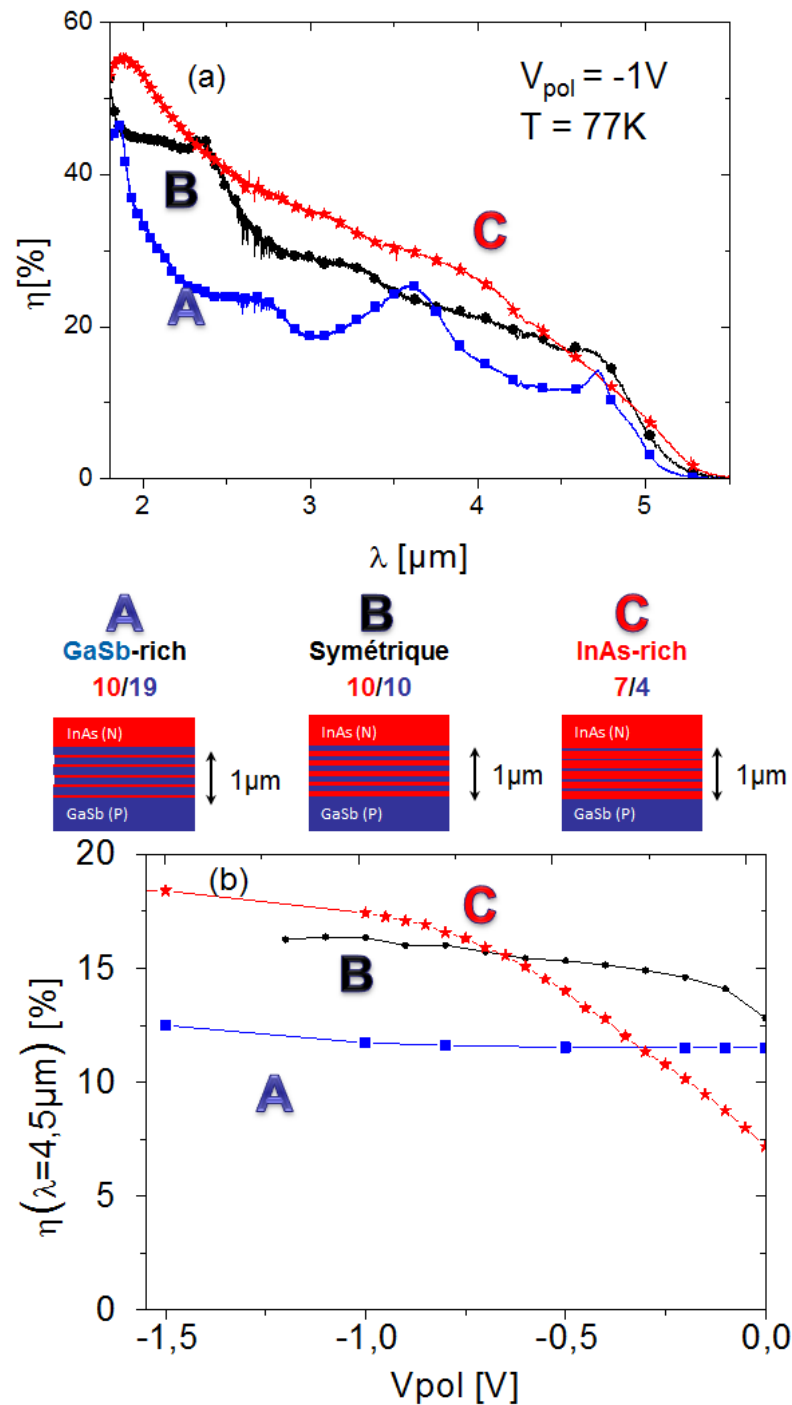 60
(a)
V_pol = -1V
T = 77K
40
B
C
η[%]
A
20
0
2
3
4
5
λ [µm]
A
B
C
GaSb-rich
Symétrique
InAs-rich
10/19
10/10
7/4
InAs (N)
1µm
GaSb (P)
InAs (N)
1µm
GaSb (P)
InAs (N)
1µm
GaSb (P)
20
(b)
C
15
B
η(λ=4,5µm) [%]
10
A
5
0
-1,5
-1,0
-0,5
0,0
Vpol [V]